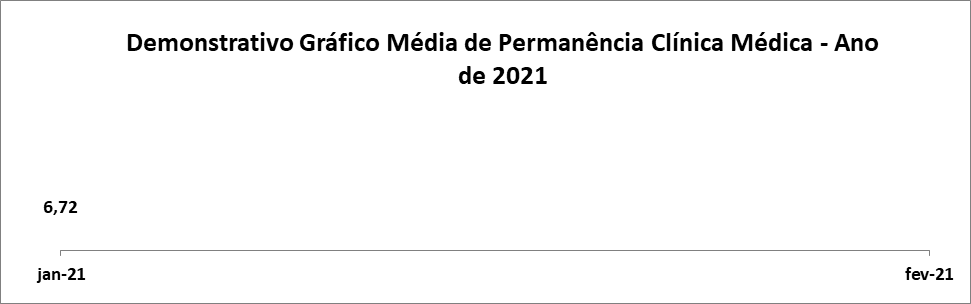 Demonstrativo Gráfico Média de Permanência Clínica Médica - Ano
de 2021
6,72
jan-21
fev-21